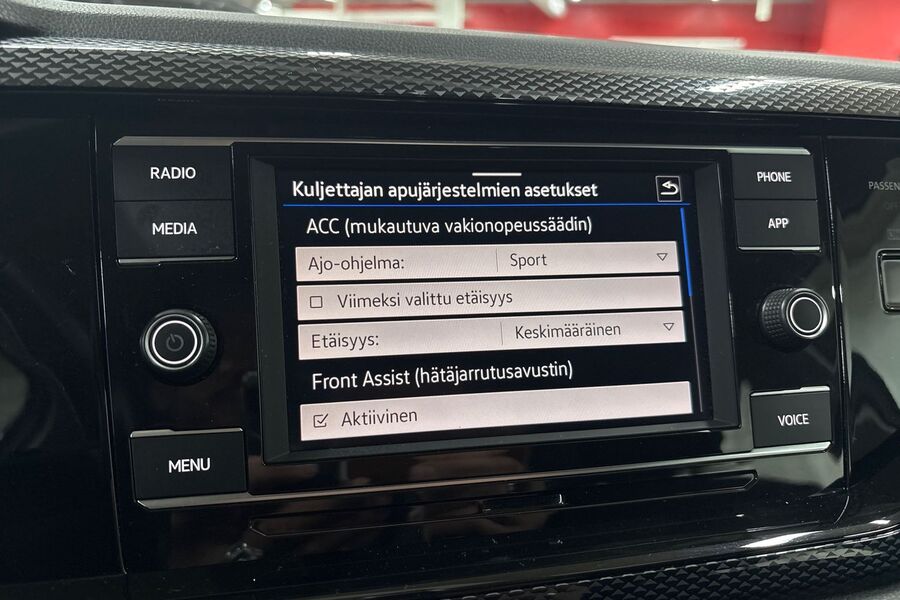 RADIO
MEDIA
MENU
Kuljettajan apujärjestelmien asetukset
ACC (mukautuva vakionopeussäädin)
Ajo-ohjelma: Sport
Viimeksi valittu etäisyys
Etäisyys: Keskimääräinen
Front Assist (hätäjarrutusavustin)
Aktiivinen
PHONE
APP
VOICE